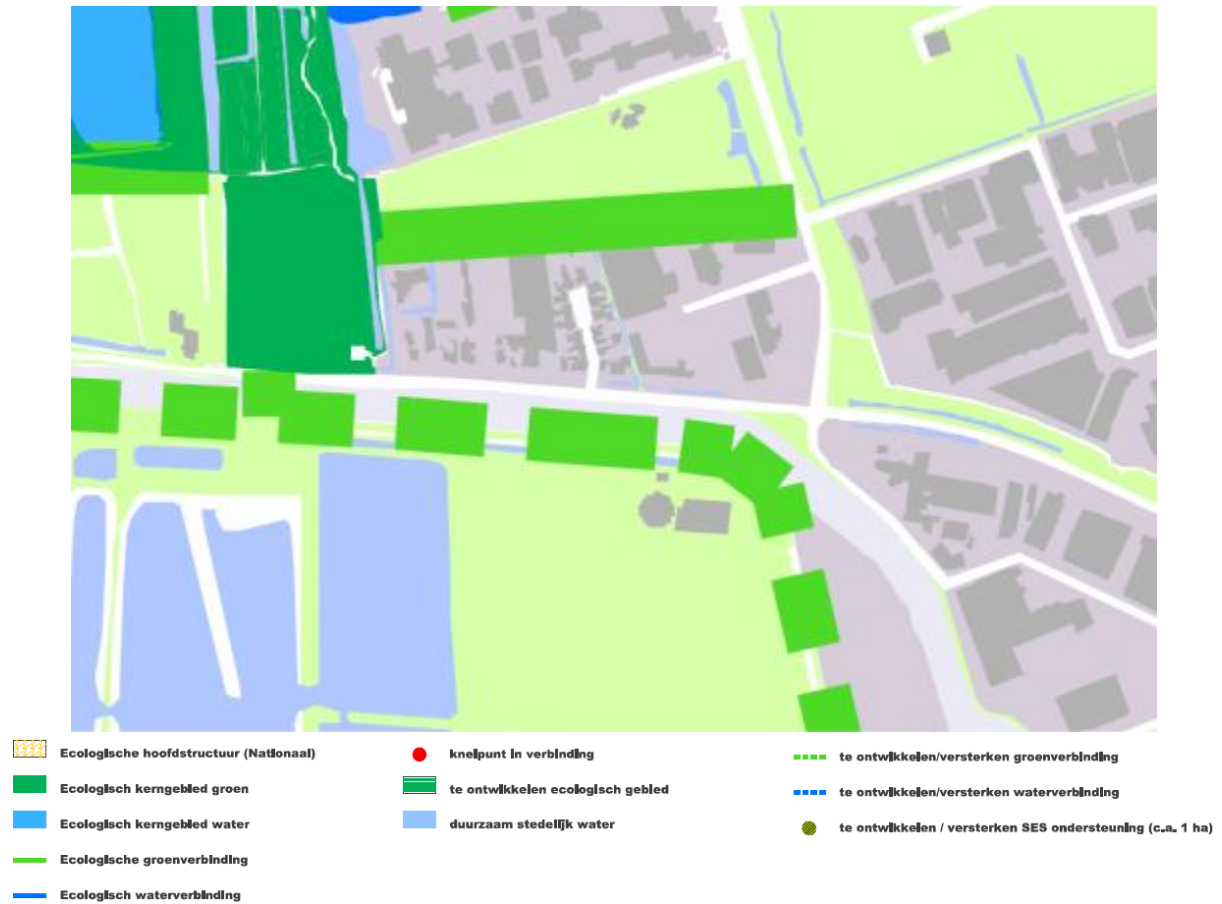 Ecologische hoofdstructuur (Nationaal)
Ecologisch kerngebied groen
Ecologisch kerngebied water
Ecologische groenverbinding
Ecologisch waterverbinding
knelpunt in verbinding
te ontwikkelen ecologisch gebied
duurzaam stedelijk water
te ontwikkelen/versterken groenverbinding
te ontwikkelen/versterken waterverbinding
te ontwikkelen / versterken SES ondersteuning (c.a. 1 ha)